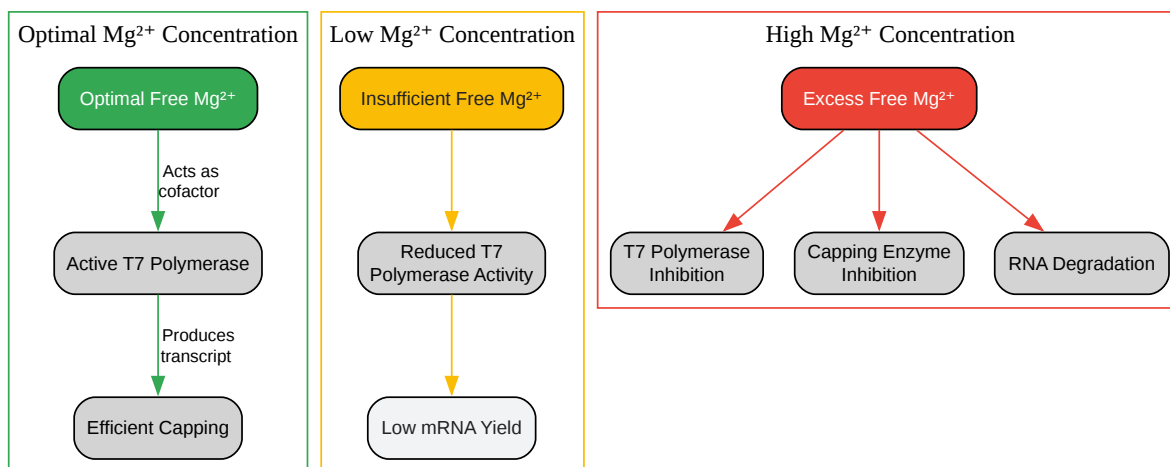 Optimal Mg²⁺ Concentration
Optimal Free Mg²⁺
Acts as
cofactor
Active T7 Polymerase
Produces
transcript
Efficient Capping
Low Mg²⁺ Concentration
Insufficient Free Mg²⁺
Reduced T7
Polymerase Activity
Low mRNA Yield
High Mg²⁺ Concentration
Excess Free Mg²⁺
T7 Polymerase
Inhibition
Capping Enzyme
Inhibition
RNA Degradation